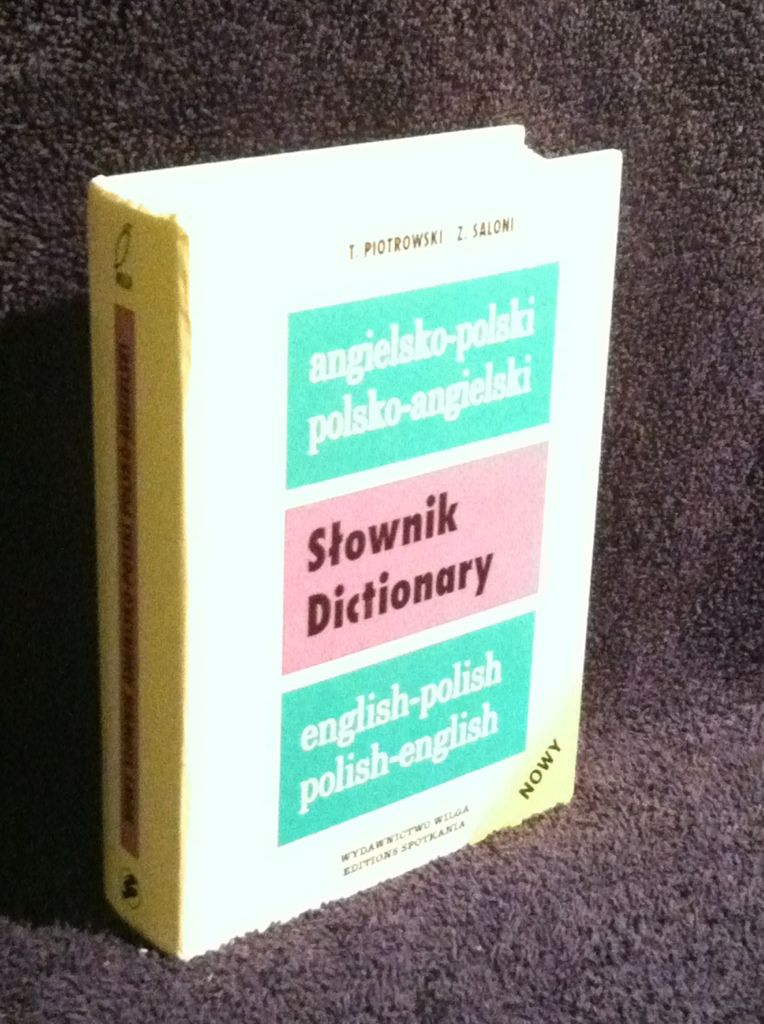 T. PIOTROWSKI Z. SALONI
angielsko-polski
polsko-angielski
Słownik
Dictionary
english-polish
polish-english
NOWY
WYDAWNICTWO WILGA
EDITIONS SPOTKANIA